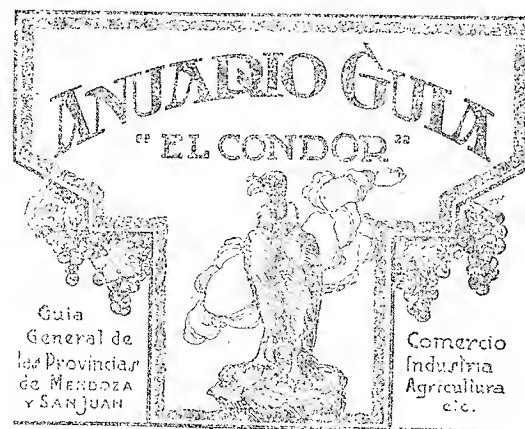 ANUARIO GUIA
"EL CONDOR"
Guia
General de
las Provincias
de MENDOZA
Y SAN JUAN
Comercio
Industria
Agricultura
etc.